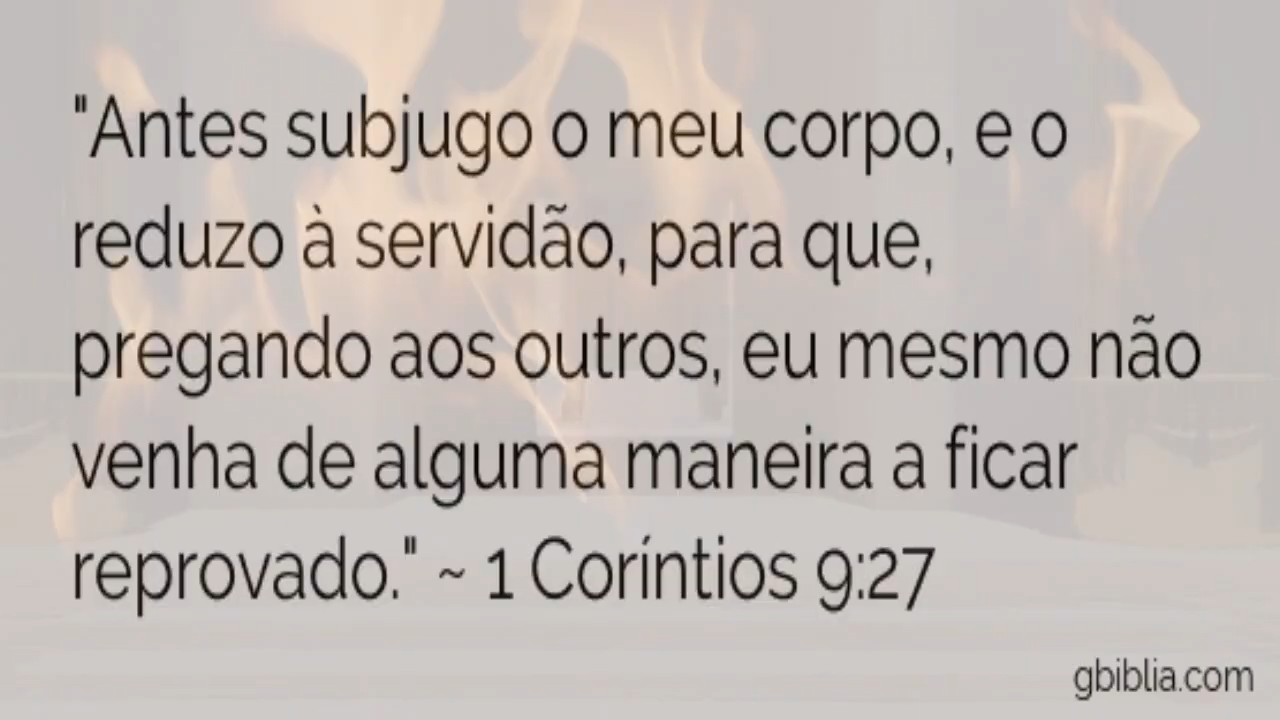 "Antes subjugo o meu corpo, e o
reduzo à servidão, para que,
pregando aos outros, eu mesmo não
venha de alguma maneira a ficar
reprovado." ~ 1 Coríntios 9:27
gbiblia.com